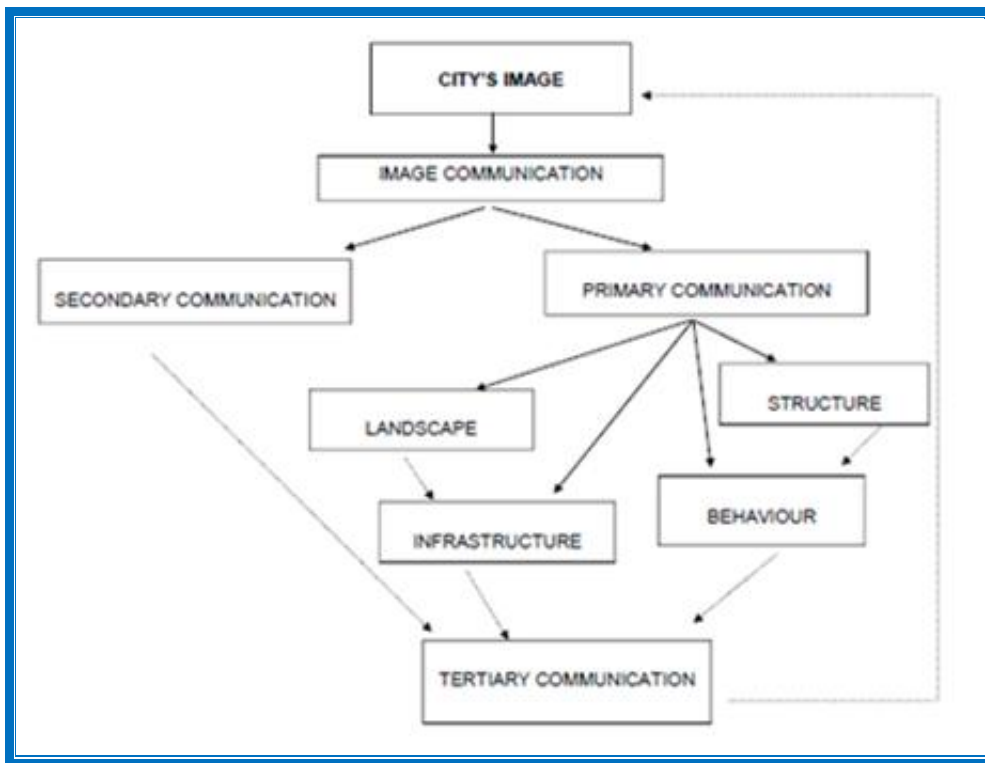 CITY'S IMAGE
IMAGE COMMUNICATION
SECONDARY COMMUNICATION
PRIMARY COMMUNICATION
LANDSCAPE
STRUCTURE
INFRASTRUCTURE
BEHAVIOUR
TERTIARY COMMUNICATION